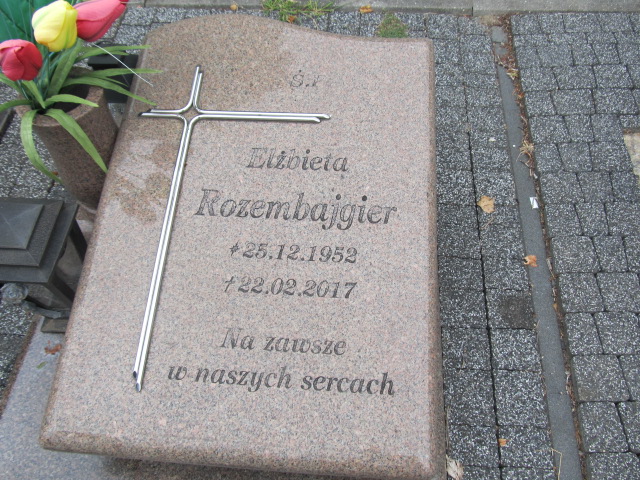 Ś.P.
Elżbieta
Rozembajgier
*25.12.1952
†22.02.2017
Na zawsze
w naszych sercach